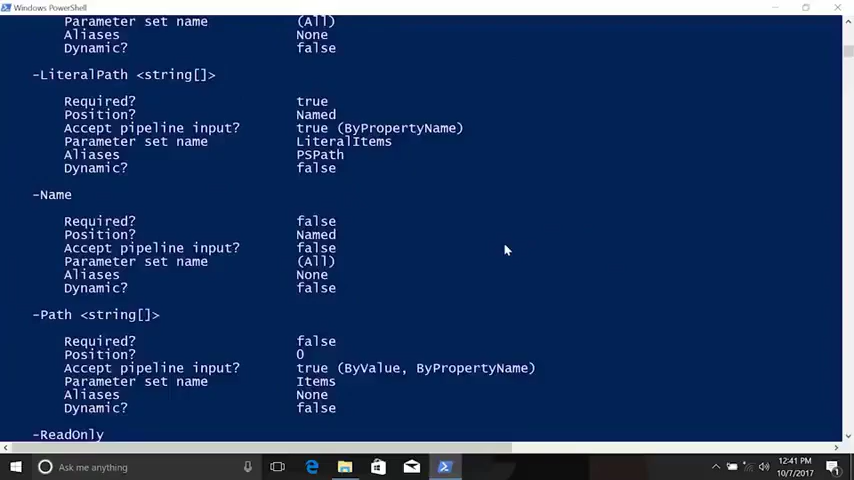 Windows PowerShell
Parameter set name (All)
Aliases None
Dynamic? false
-LiteralPath <string[]>
Required? true
Position? Named
Accept pipeline input? true (ByPropertyName)
Parameter set name LiteralItems
Aliases PSPath
Dynamic? false
-Name
Required? false
Position? Named
Accept pipeline input? false
Parameter set name (All)
Aliases None
Dynamic? false
-Path <string[]>
Required? false
Position? 0
Accept pipeline input? true (ByValue, ByPropertyName)
Parameter set name Items
Aliases None
Dynamic? false
-ReadOnly
Ask me anything
12:41 PM
10/7/2017
1